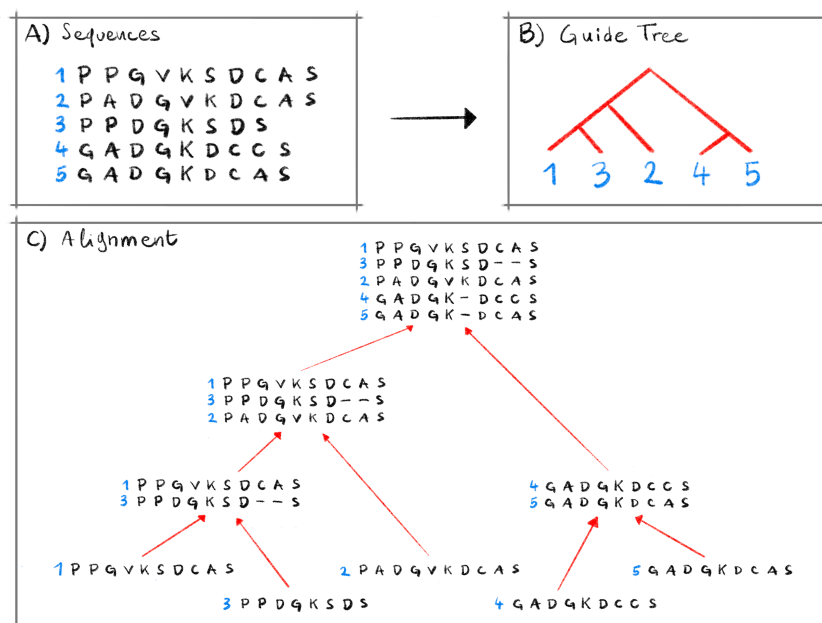 A) Sequences
1 P P G V K S D C A S
2 P A D G V K D C A S
3 P P D G K S D S
4 G A D G K D C C S
5 G A D G K D C A S
B) Guide Tree
1 3 2 4 5
C) Alignment
1 P P G V K S D C A S
3 P P D G K S D - - S
2 P A D G V K D C A S
4 G A D G K - D C C S
5 G A D G K - D C A S
1 P P G V K S D C A S
3 P P D G K S D - - S
2 P A D G V K D C A S
1 P P G V K S D C A S
3 P P D G K S D - - S
4 G A D G K D C C S
5 G A D G K D C A S
1 P P G V K S D C A S
2 P A D G V K D C A S
5 G A D G K D C A S
3 P P D G K S D S
4 G A D G K D C C S